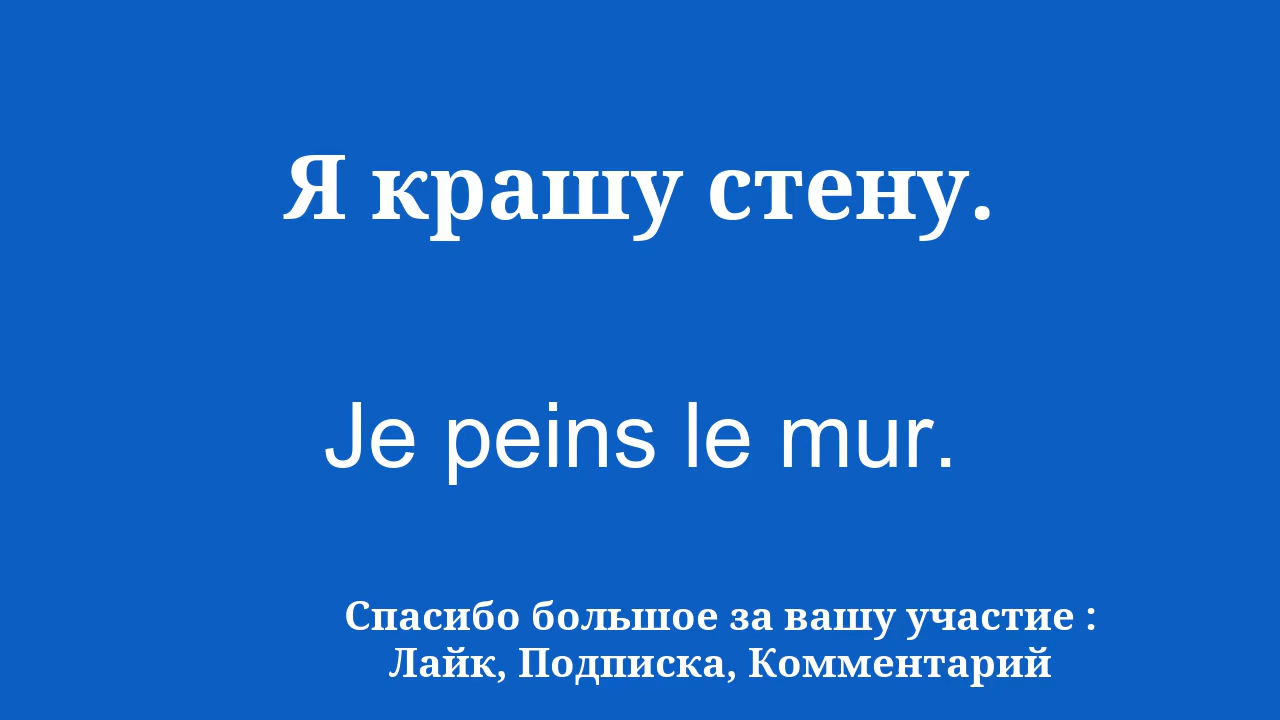 Я крашу стену.
Je peins le mur.
Спасибо большое за вашу участие :
Лайк, Подписка, Комментарий